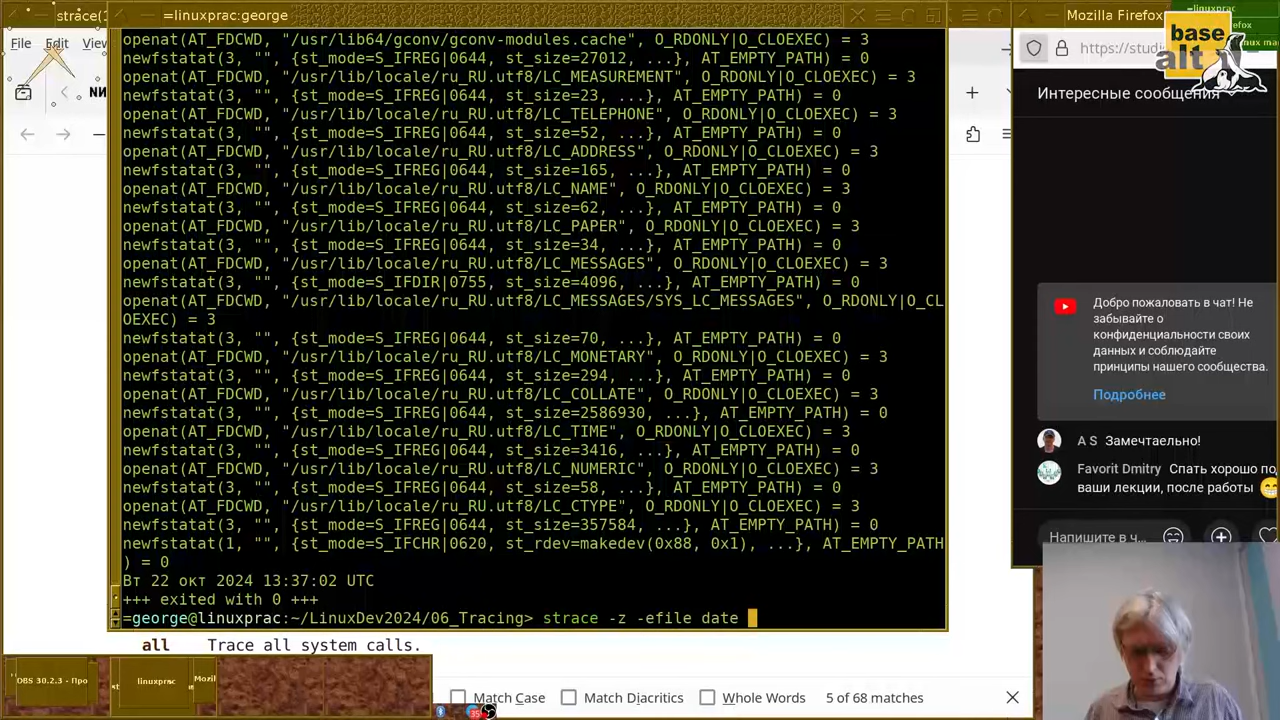 strace(1
=linuxprac:george
Mozilla Firefox
=linuxprac
File Edit View
https://studi
base
alt
Интересные сообщения
openat(AT_FDCWD, "/usr/lib64/gconv/gconv-modules.cache", O_RDONLY|O_CLOEXEC) = 3
newfstatat(3, "", {st_mode=S_IFREG|0644, st_size=27012, ...}, AT_EMPTY_PATH) = 0
openat(AT_FDCWD, "/usr/lib/locale/ru_RU.utf8/LC_MEASUREMENT", O_RDONLY|O_CLOEXEC) = 3
newfstatat(3, "", {st_mode=S_IFREG|0644, st_size=23, ...}, AT_EMPTY_PATH) = 0
openat(AT_FDCWD, "/usr/lib/locale/ru_RU.utf8/LC_TELEPHONE", O_RDONLY|O_CLOEXEC) = 3
newfstatat(3, "", {st_mode=S_IFREG|0644, st_size=52, ...}, AT_EMPTY_PATH) = 0
openat(AT_FDCWD, "/usr/lib/locale/ru_RU.utf8/LC_ADDRESS", O_RDONLY|O_CLOEXEC) = 3
newfstatat(3, "", {st_mode=S_IFREG|0644, st_size=165, ...}, AT_EMPTY_PATH) = 0
openat(AT_FDCWD, "/usr/lib/locale/ru_RU.utf8/LC_NAME", O_RDONLY|O_CLOEXEC) = 3
newfstatat(3, "", {st_mode=S_IFREG|0644, st_size=62, ...}, AT_EMPTY_PATH) = 0
openat(AT_FDCWD, "/usr/lib/locale/ru_RU.utf8/LC_PAPER", O_RDONLY|O_CLOEXEC) = 3
newfstatat(3, "", {st_mode=S_IFREG|0644, st_size=34, ...}, AT_EMPTY_PATH) = 0
openat(AT_FDCWD, "/usr/lib/locale/ru_RU.utf8/LC_MESSAGES", O_RDONLY|O_CLOEXEC) = 3
newfstatat(3, "", {st_mode=S_IFDIR|0755, st_size=4096, ...}, AT_EMPTY_PATH) = 0
openat(AT_FDCWD, "/usr/lib/locale/ru_RU.utf8/LC_MESSAGES/SYS_LC_MESSAGES", O_RDONLY|O_CL
OEXEC) = 3
newfstatat(3, "", {st_mode=S_IFREG|0644, st_size=70, ...}, AT_EMPTY_PATH) = 0
openat(AT_FDCWD, "/usr/lib/locale/ru_RU.utf8/LC_MONETARY", O_RDONLY|O_CLOEXEC) = 3
newfstatat(3, "", {st_mode=S_IFREG|0644, st_size=294, ...}, AT_EMPTY_PATH) = 0
openat(AT_FDCWD, "/usr/lib/locale/ru_RU.utf8/LC_COLLATE", O_RDONLY|O_CLOEXEC) = 3
newfstatat(3, "", {st_mode=S_IFREG|0644, st_size=2586930, ...}, AT_EMPTY_PATH) = 0
openat(AT_FDCWD, "/usr/lib/locale/ru_RU.utf8/LC_TIME", O_RDONLY|O_CLOEXEC) = 3
newfstatat(3, "", {st_mode=S_IFREG|0644, st_size=3416, ...}, AT_EMPTY_PATH) = 0
openat(AT_FDCWD, "/usr/lib/locale/ru_RU.utf8/LC_NUMERIC", O_RDONLY|O_CLOEXEC) = 3
newfstatat(3, "", {st_mode=S_IFREG|0644, st_size=58, ...}, AT_EMPTY_PATH) = 0
openat(AT_FDCWD, "/usr/lib/locale/ru_RU.utf8/LC_CTYPE", O_RDONLY|O_CLOEXEC) = 3
newfstatat(3, "", {st_mode=S_IFREG|0644, st_size=357584, ...}, AT_EMPTY_PATH) = 0
newfstatat(1, "", {st_mode=S_IFCHR|0620, st_rdev=makedev(0x88, 0x1), ...}, AT_EMPTY_PATH
) = 0
Вт 22 окт 2024 13:37:02 UTC
+++ exited with 0 +++
=george@linuxprac:~/LinuxDev2024/06_Tracing> strace -z -efile date
Добро пожаловать в чат! Не
забывайте о
конфиденциальности своих
данных и соблюдайте
принципы нашего сообщества.
Подробнее
A S Замечтаельно!
Favorit Dmitry Спать хорошо по
ваши лекции, после работы
Напишите в ч...
all Trace all system calls.
OBS 30.2.3 - Про
linuxprac
Mozil
Match Case Match Diacritics Whole Words 5 of 68 matches